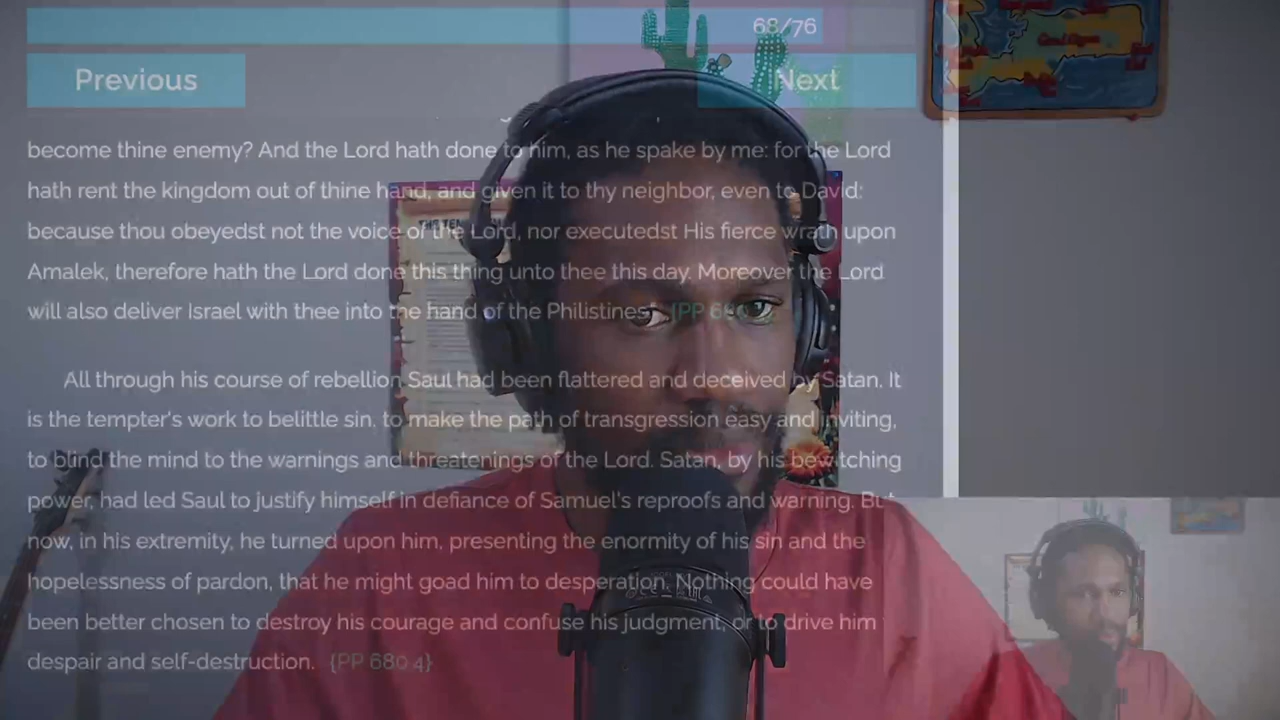 68/76
Previous
Next
become thine enemy? And the Lord hath done to him, as he spake by me: for the Lord
hath rent the kingdom out of thine hand, and given it to thy neighbor, even to David:
because thou obeyedst not the voice of the Lord, nor executedst His fierce wrath upon
Amalek, therefore hath the Lord done this thing unto thee this day. Moreover the Lord
will also deliver Israel with thee into the hand of the Philistines. {PP 680
All through his course of rebellion Saul had been flattered and deceived by Satan. It
is the tempter's work to belittle sin, to make the path of transgression easy and inviting,
to blind the mind to the warnings and threatenings of the Lord. Satan, by his bewitching
power, had led Saul to justify himself in defiance of Samuel's reproofs and warning. But
now, in his extremity, he turned upon him, presenting the enormity of his sin and the
hopelessness of pardon, that he might goad him to desperation. Nothing could have
been better chosen to destroy his courage and confuse his judgment, or to drive him
despair and self-destruction. {PP 680.4}